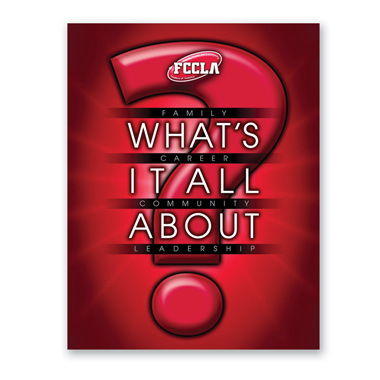 FCCLA
FAMILY
WHAT'S
CAREER
IT ALL
COMMUNITY
ABOUT
LEADERSHIP